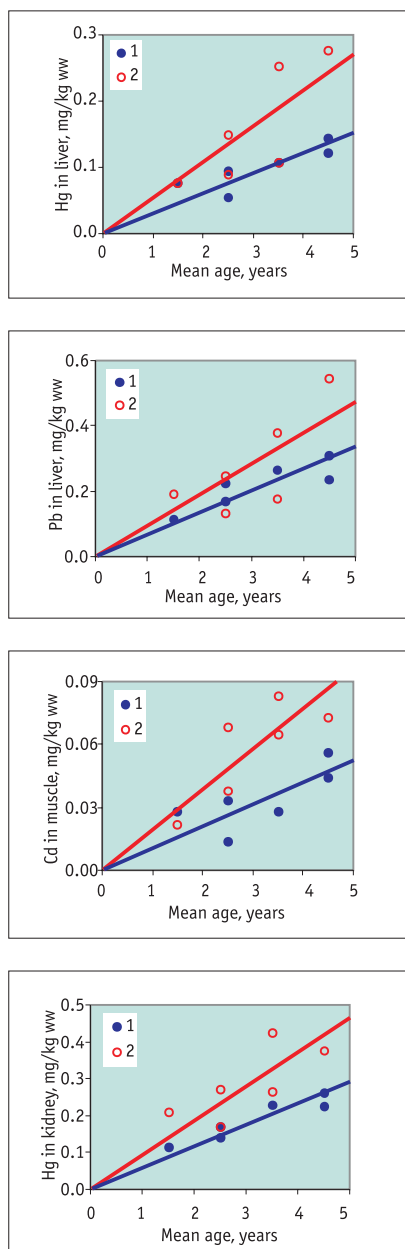 0.3
1
2
0.2
0.1
0.0
Hg in liver, mg/kg ww
0 1 2 3 4 5
Mean age, years
0.6
1
2
0.4
0.2
0.0
Pb in liver, mg/kg ww
0 1 2 3 4 5
Mean age, years
0.09
1
2
0.06
0.03
0.00
Cd in muscle, mg/kg ww
0 1 2 3 4 5
Mean age, years
0.5
1
0.4
2
0.3
0.2
0.1
0.0
Hg in kidney, mg/kg ww
0 1 2 3 4 5
Mean age, years